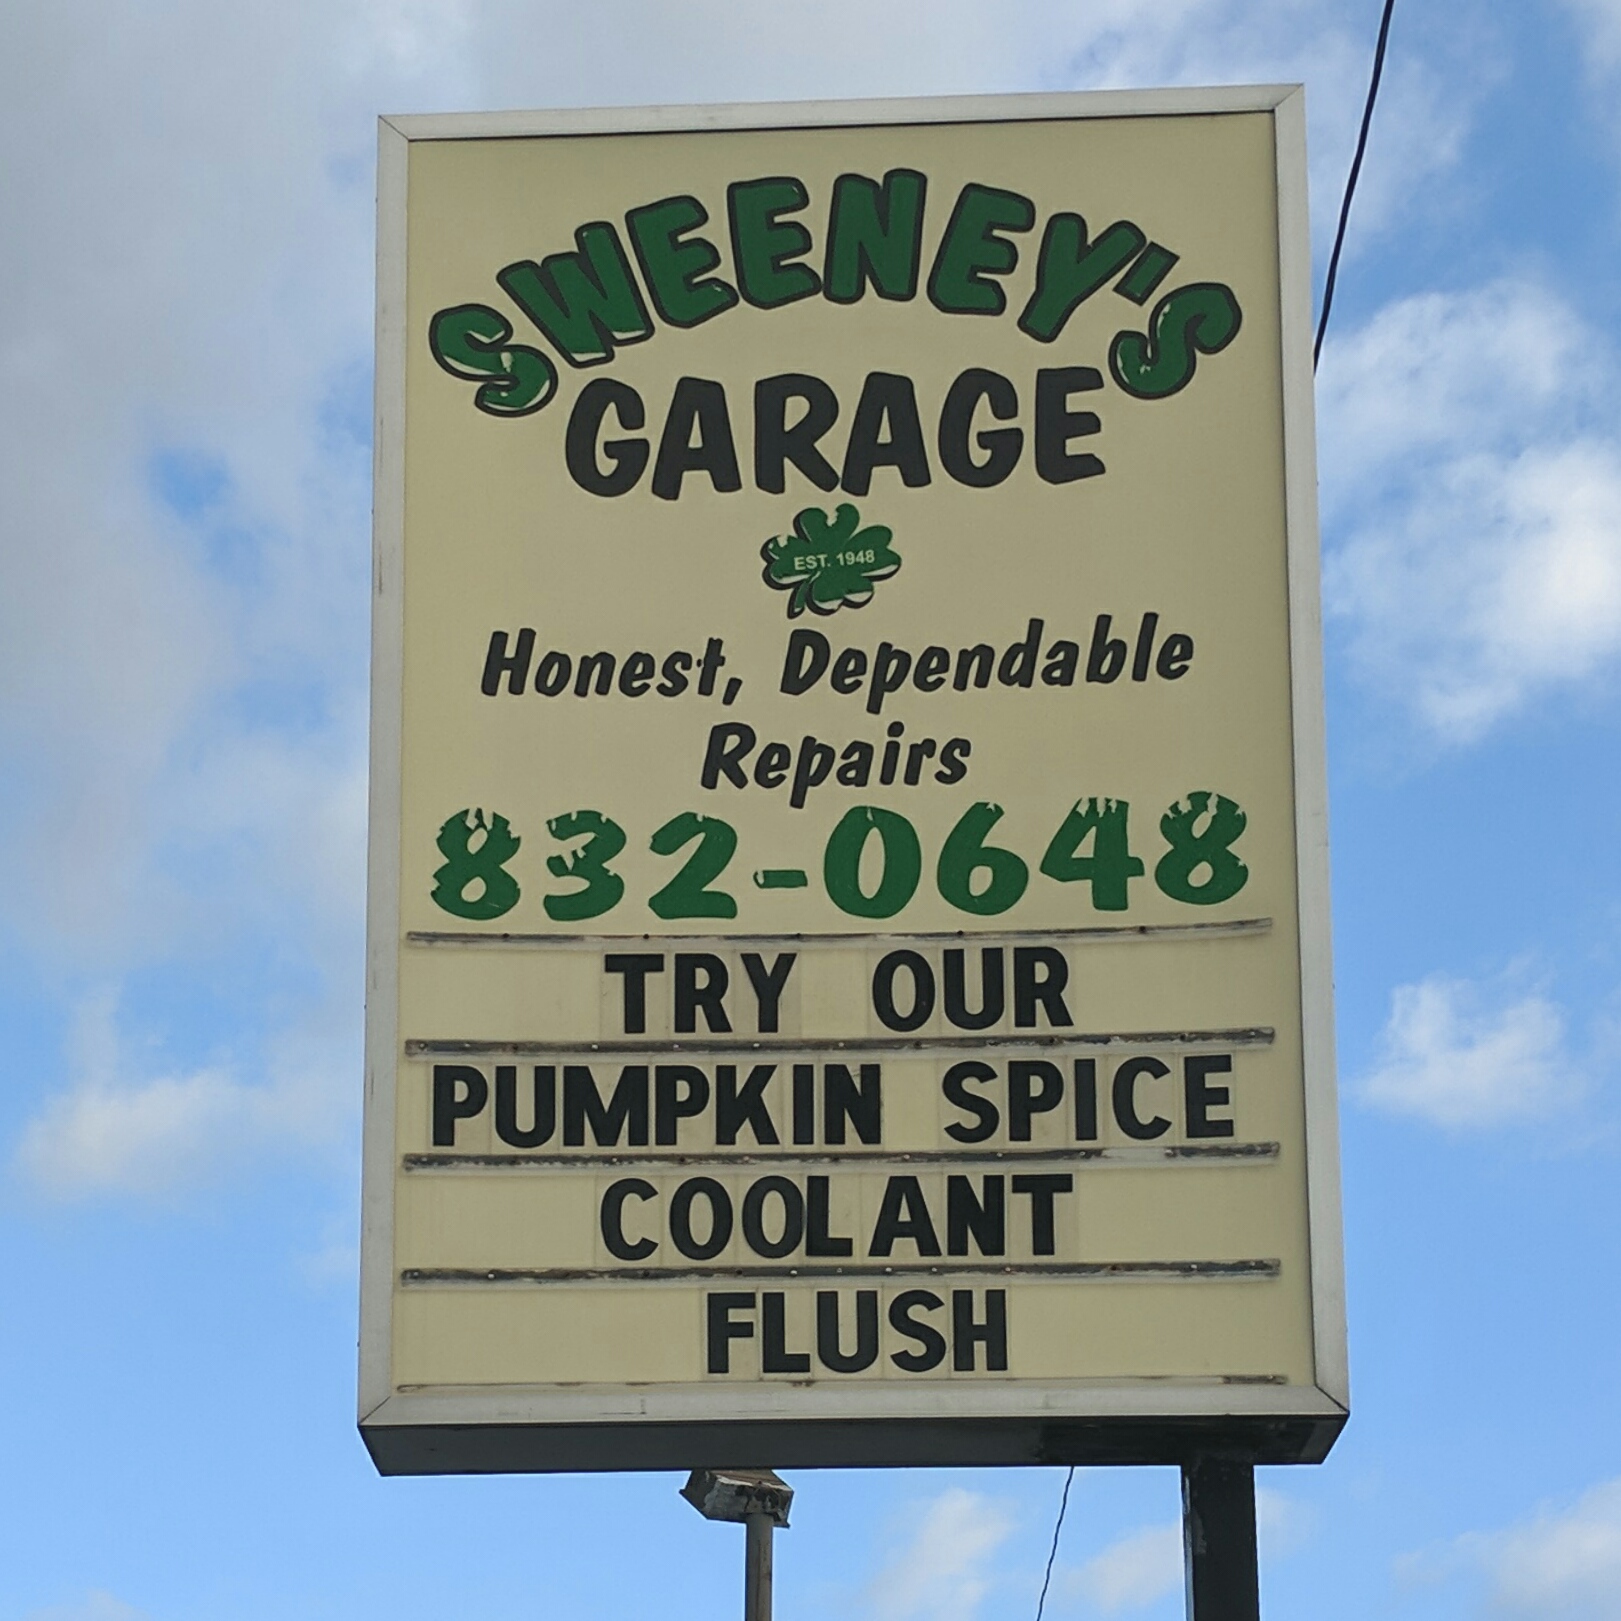 SWEENEY'S
GARAGE
EST. 1948
Honest, Dependable
Repairs
832-0648
TRY OUR
PUMPKIN SPICE
COOLANT
FLUSH